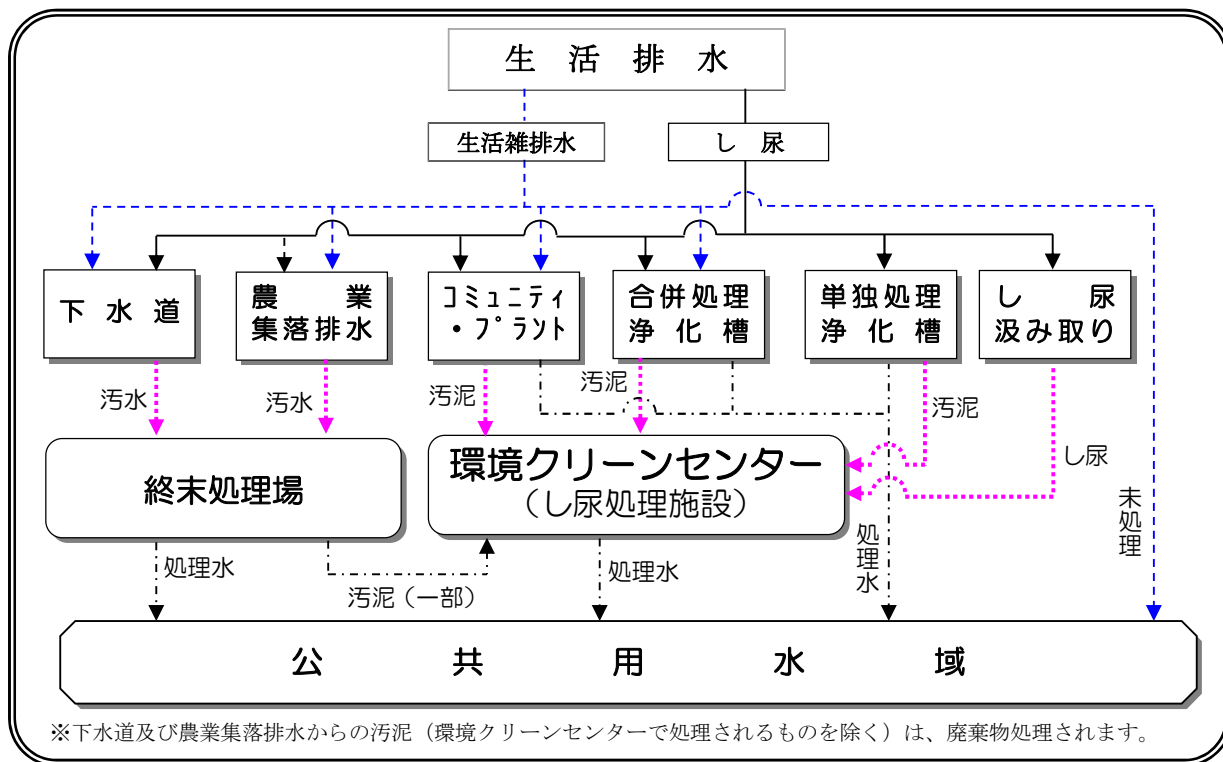 生活排水
生活雑排水
し尿
下水道
農業
集落排水
コミュニティ
・プラント
合併処理
浄化槽
単独処理
浄化槽
し尿
汲み取り
汚水
汚水
汚泥
汚泥
汚泥
し尿
未処理
終末処理場
環境クリーンセンター
（し尿処理施設）
処理水
汚泥（一部）
処理水
処理水
公共用水域
※下水道及び農業集落排水からの汚泥（環境クリーンセンターで処理されるものを除く）は、廃棄物処理されます。